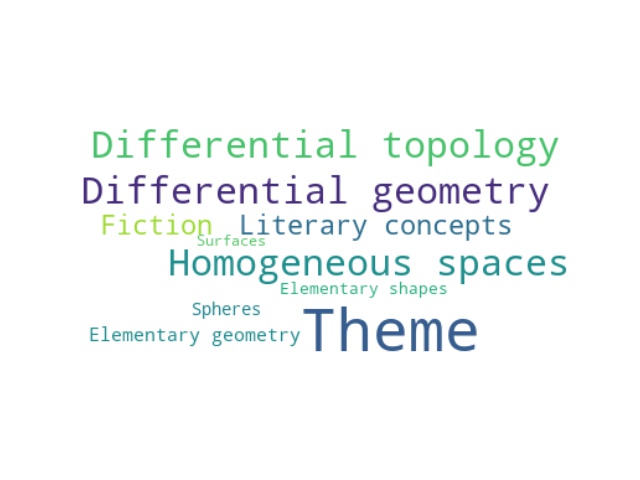 Differential topology
Differential geometry
Fiction Literary concepts
Surfaces
Homogeneous spaces
Elementary shapes
Spheres
Elementary geometry Theme